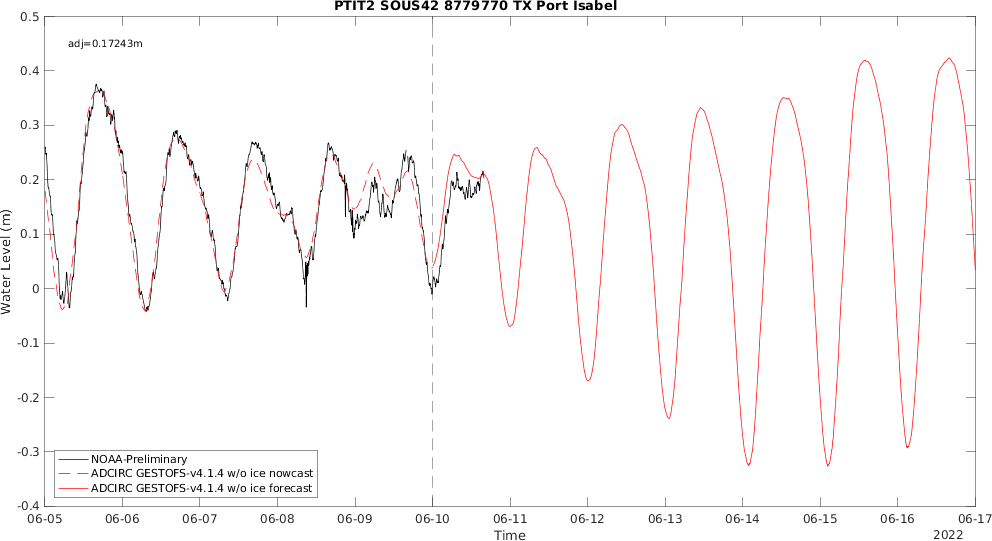 PTIT2 SOUS42 8779770 TX Port Isabel
adj=0.17243m
0.5
0.4
0.3
0.2
0.1
0
-0.1
-0.2
-0.3
-0.4
Water Level (m)
NOAA-Preliminary
ADCIRC GESTOFS-v4.1.4 w/o ice nowcast
ADCIRC GESTOFS-v4.1.4 w/o ice forecast
06-05 06-06 06-07 06-08 06-09 06-10 06-11 06-12 06-13 06-14 06-15 06-16 06-17
Time
2022